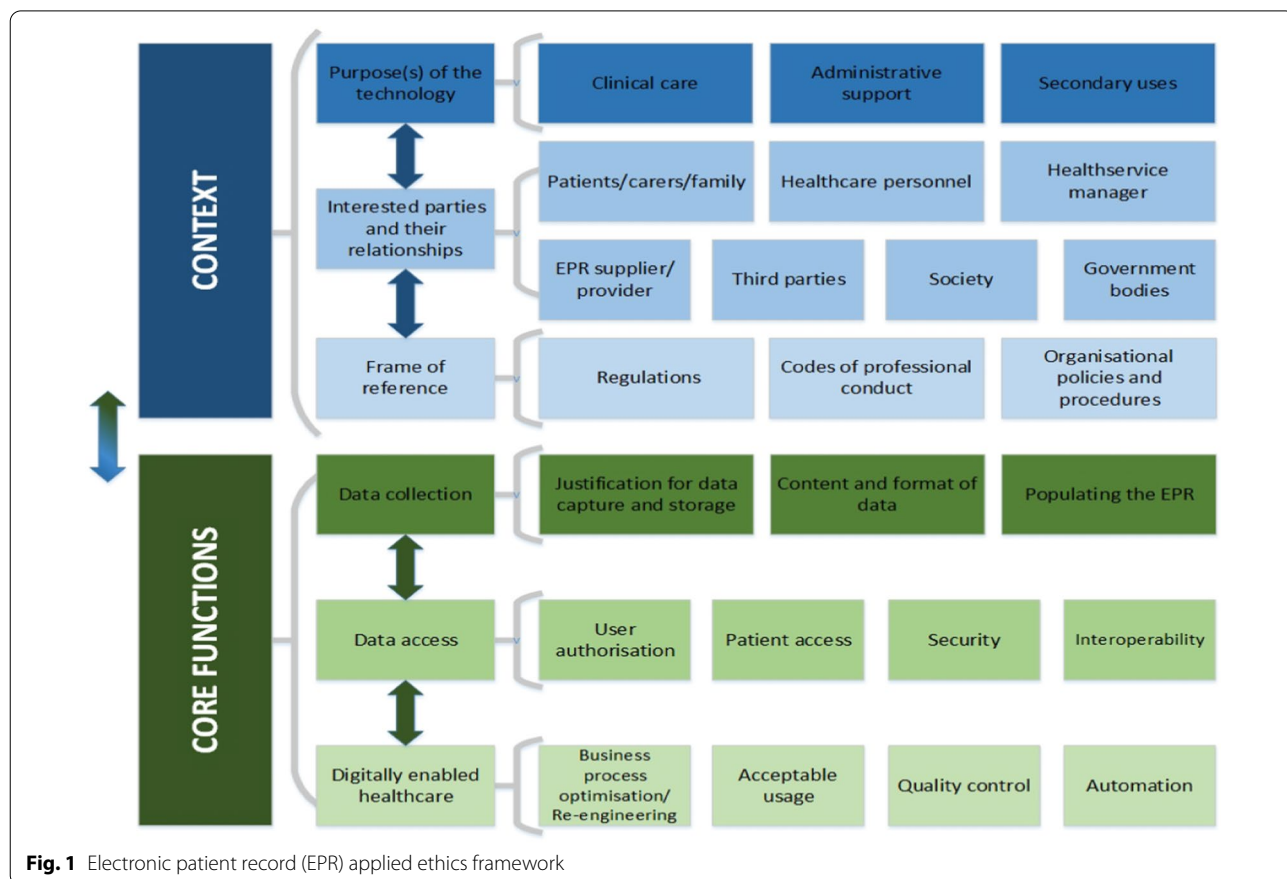 CONTEXT
Purpose(s) of the
technology
Clinical care
Administrative
support
Secondary uses
Interested parties
and their
relationships
Patients/carers/family
Healthcare personnel
Healthservice
manager
EPR supplier/
provider
Third parties
Society
Government
bodies
Frame of
reference
Regulations
Codes of professional
conduct
Organisational
policies and
procedures
CORE FUNCTIONS
Data collection
Justification for data
capture and storage
Content and format of
data
Populating the EPR
Data access
User
authorisation
Patient access
Security
Interoperability
Digitally enabled
healthcare
Business
process
optimisation/
Re-engineering
Acceptable
usage
Quality control
Automation
Fig. 1 Electronic patient record (EPR) applied ethics framework